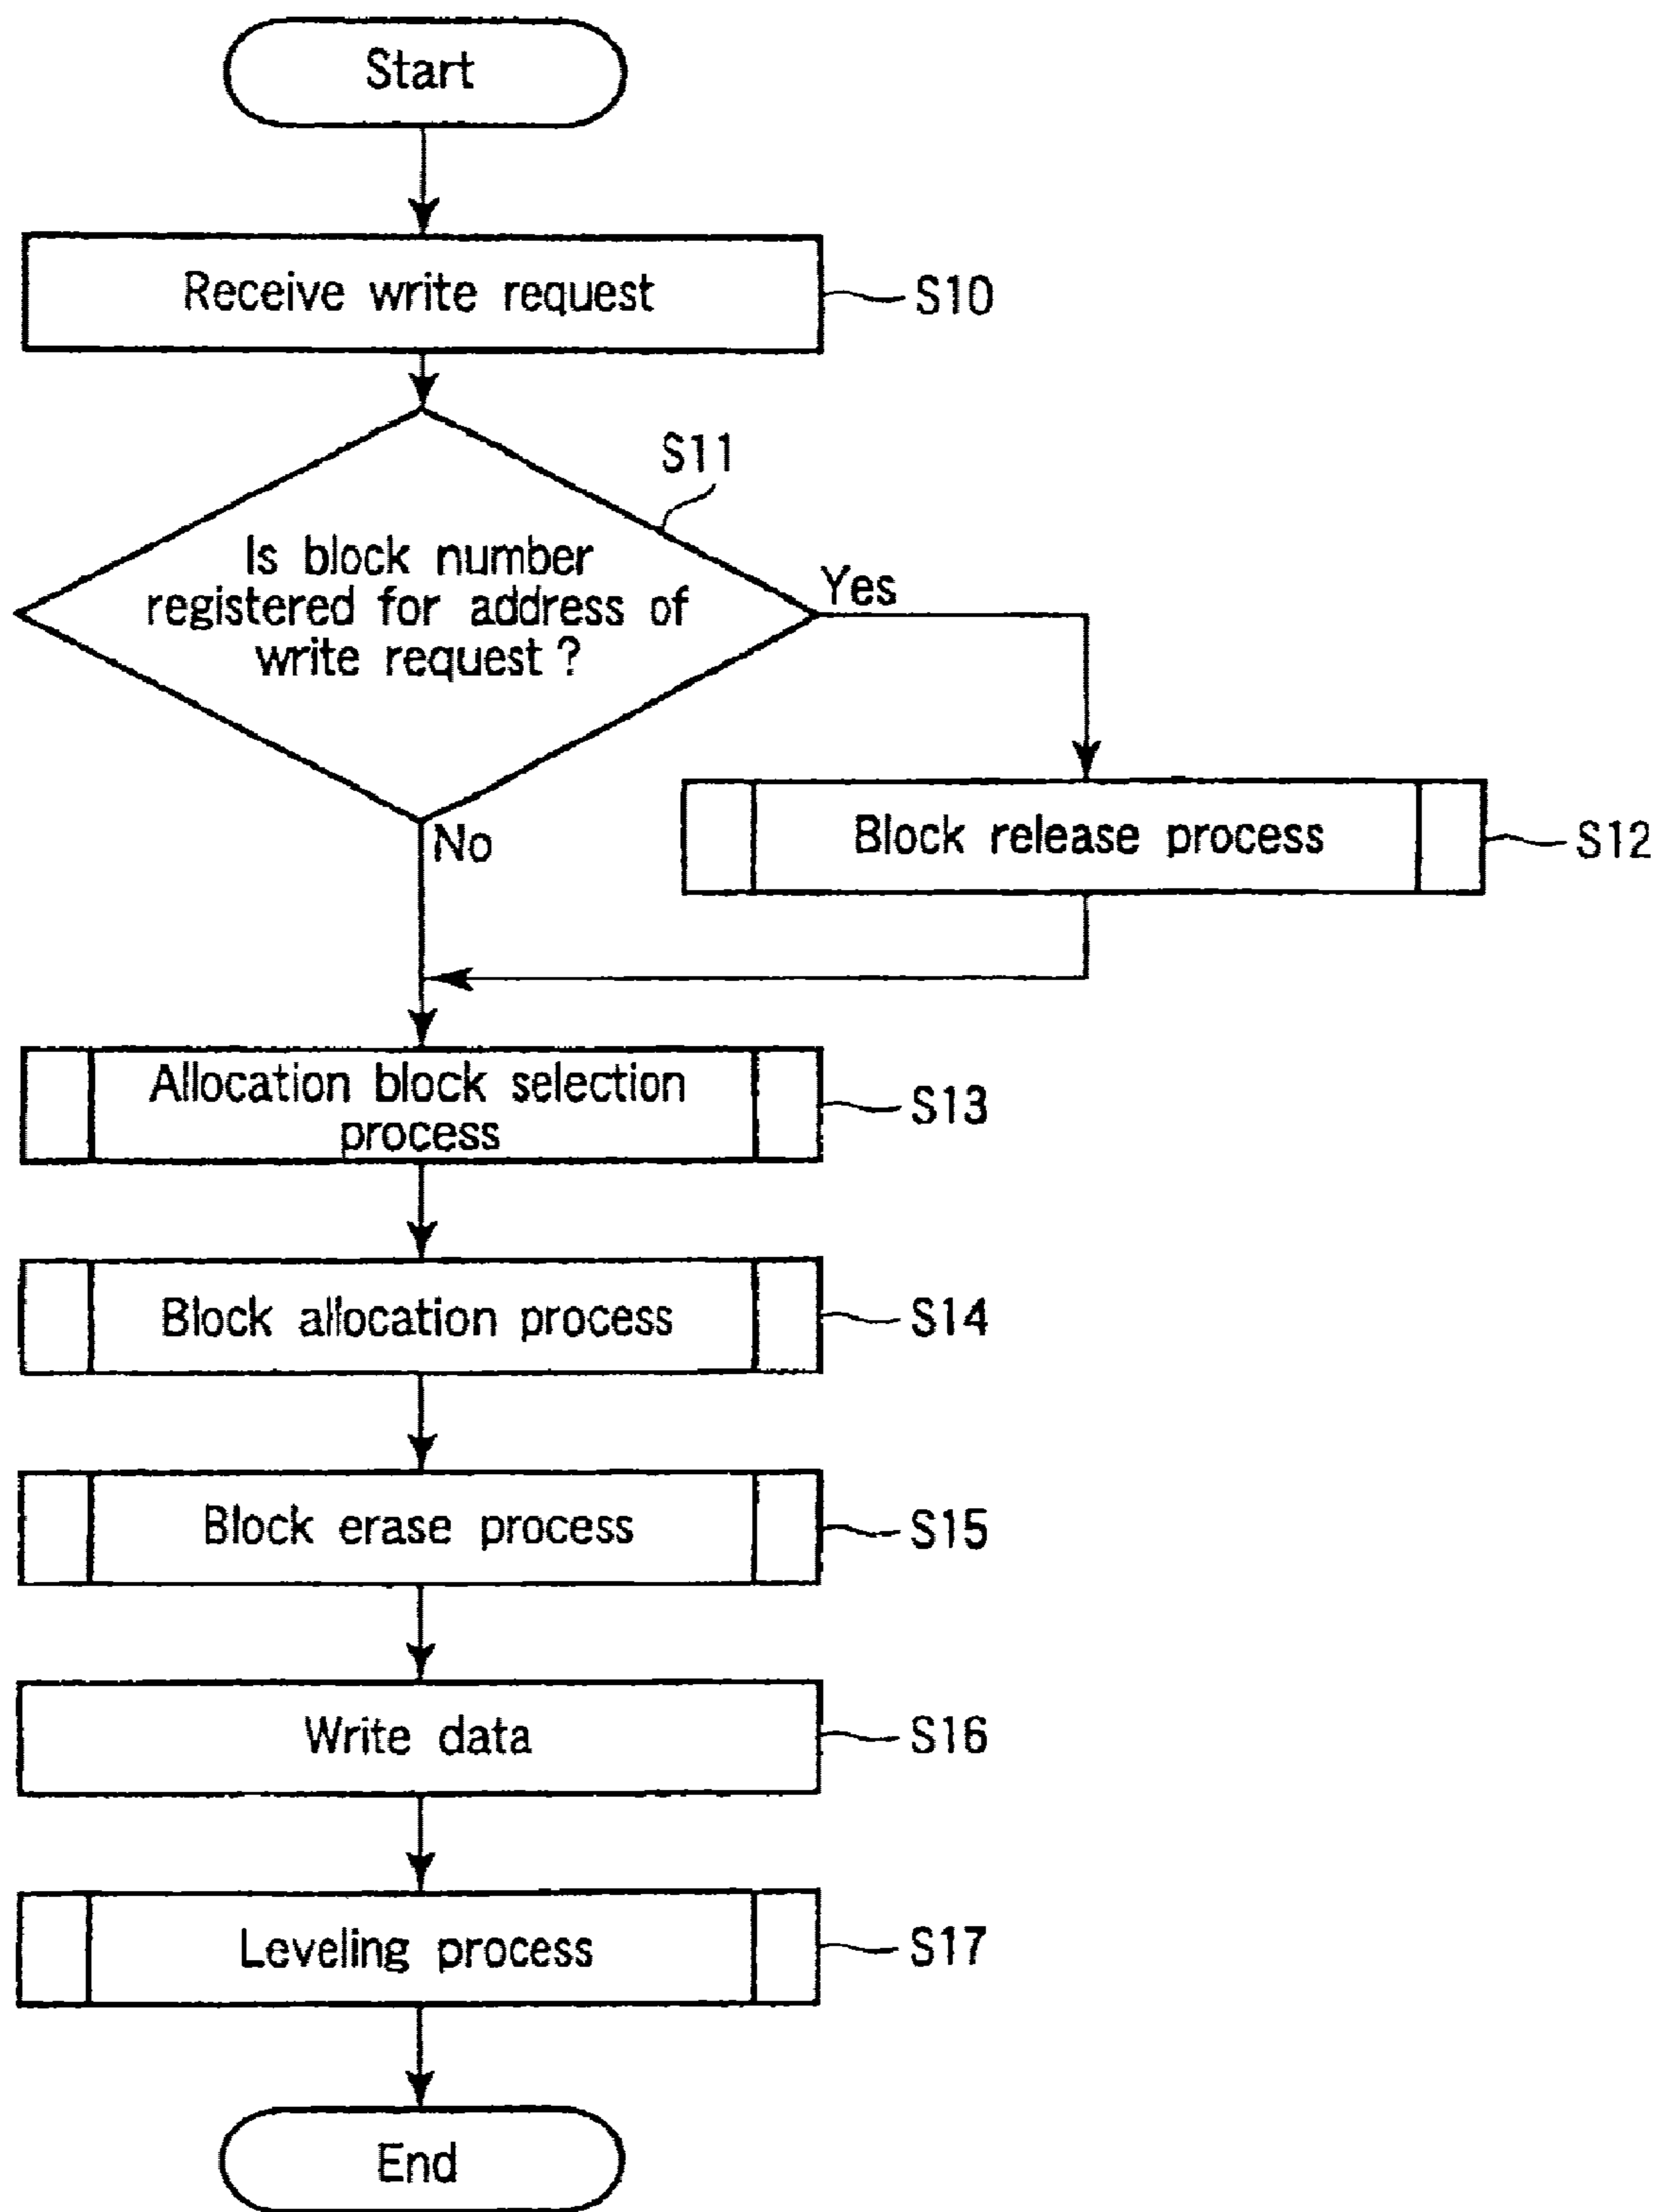 Start
Receive write request
S10
S11
Is block number
registered for address of
write request ?
Yes
No
Block release process
S12
Allocation block selection
process
S13
Block allocation process
S14
Block erase process
S15
Write data
S16
Leveling process
S17
End